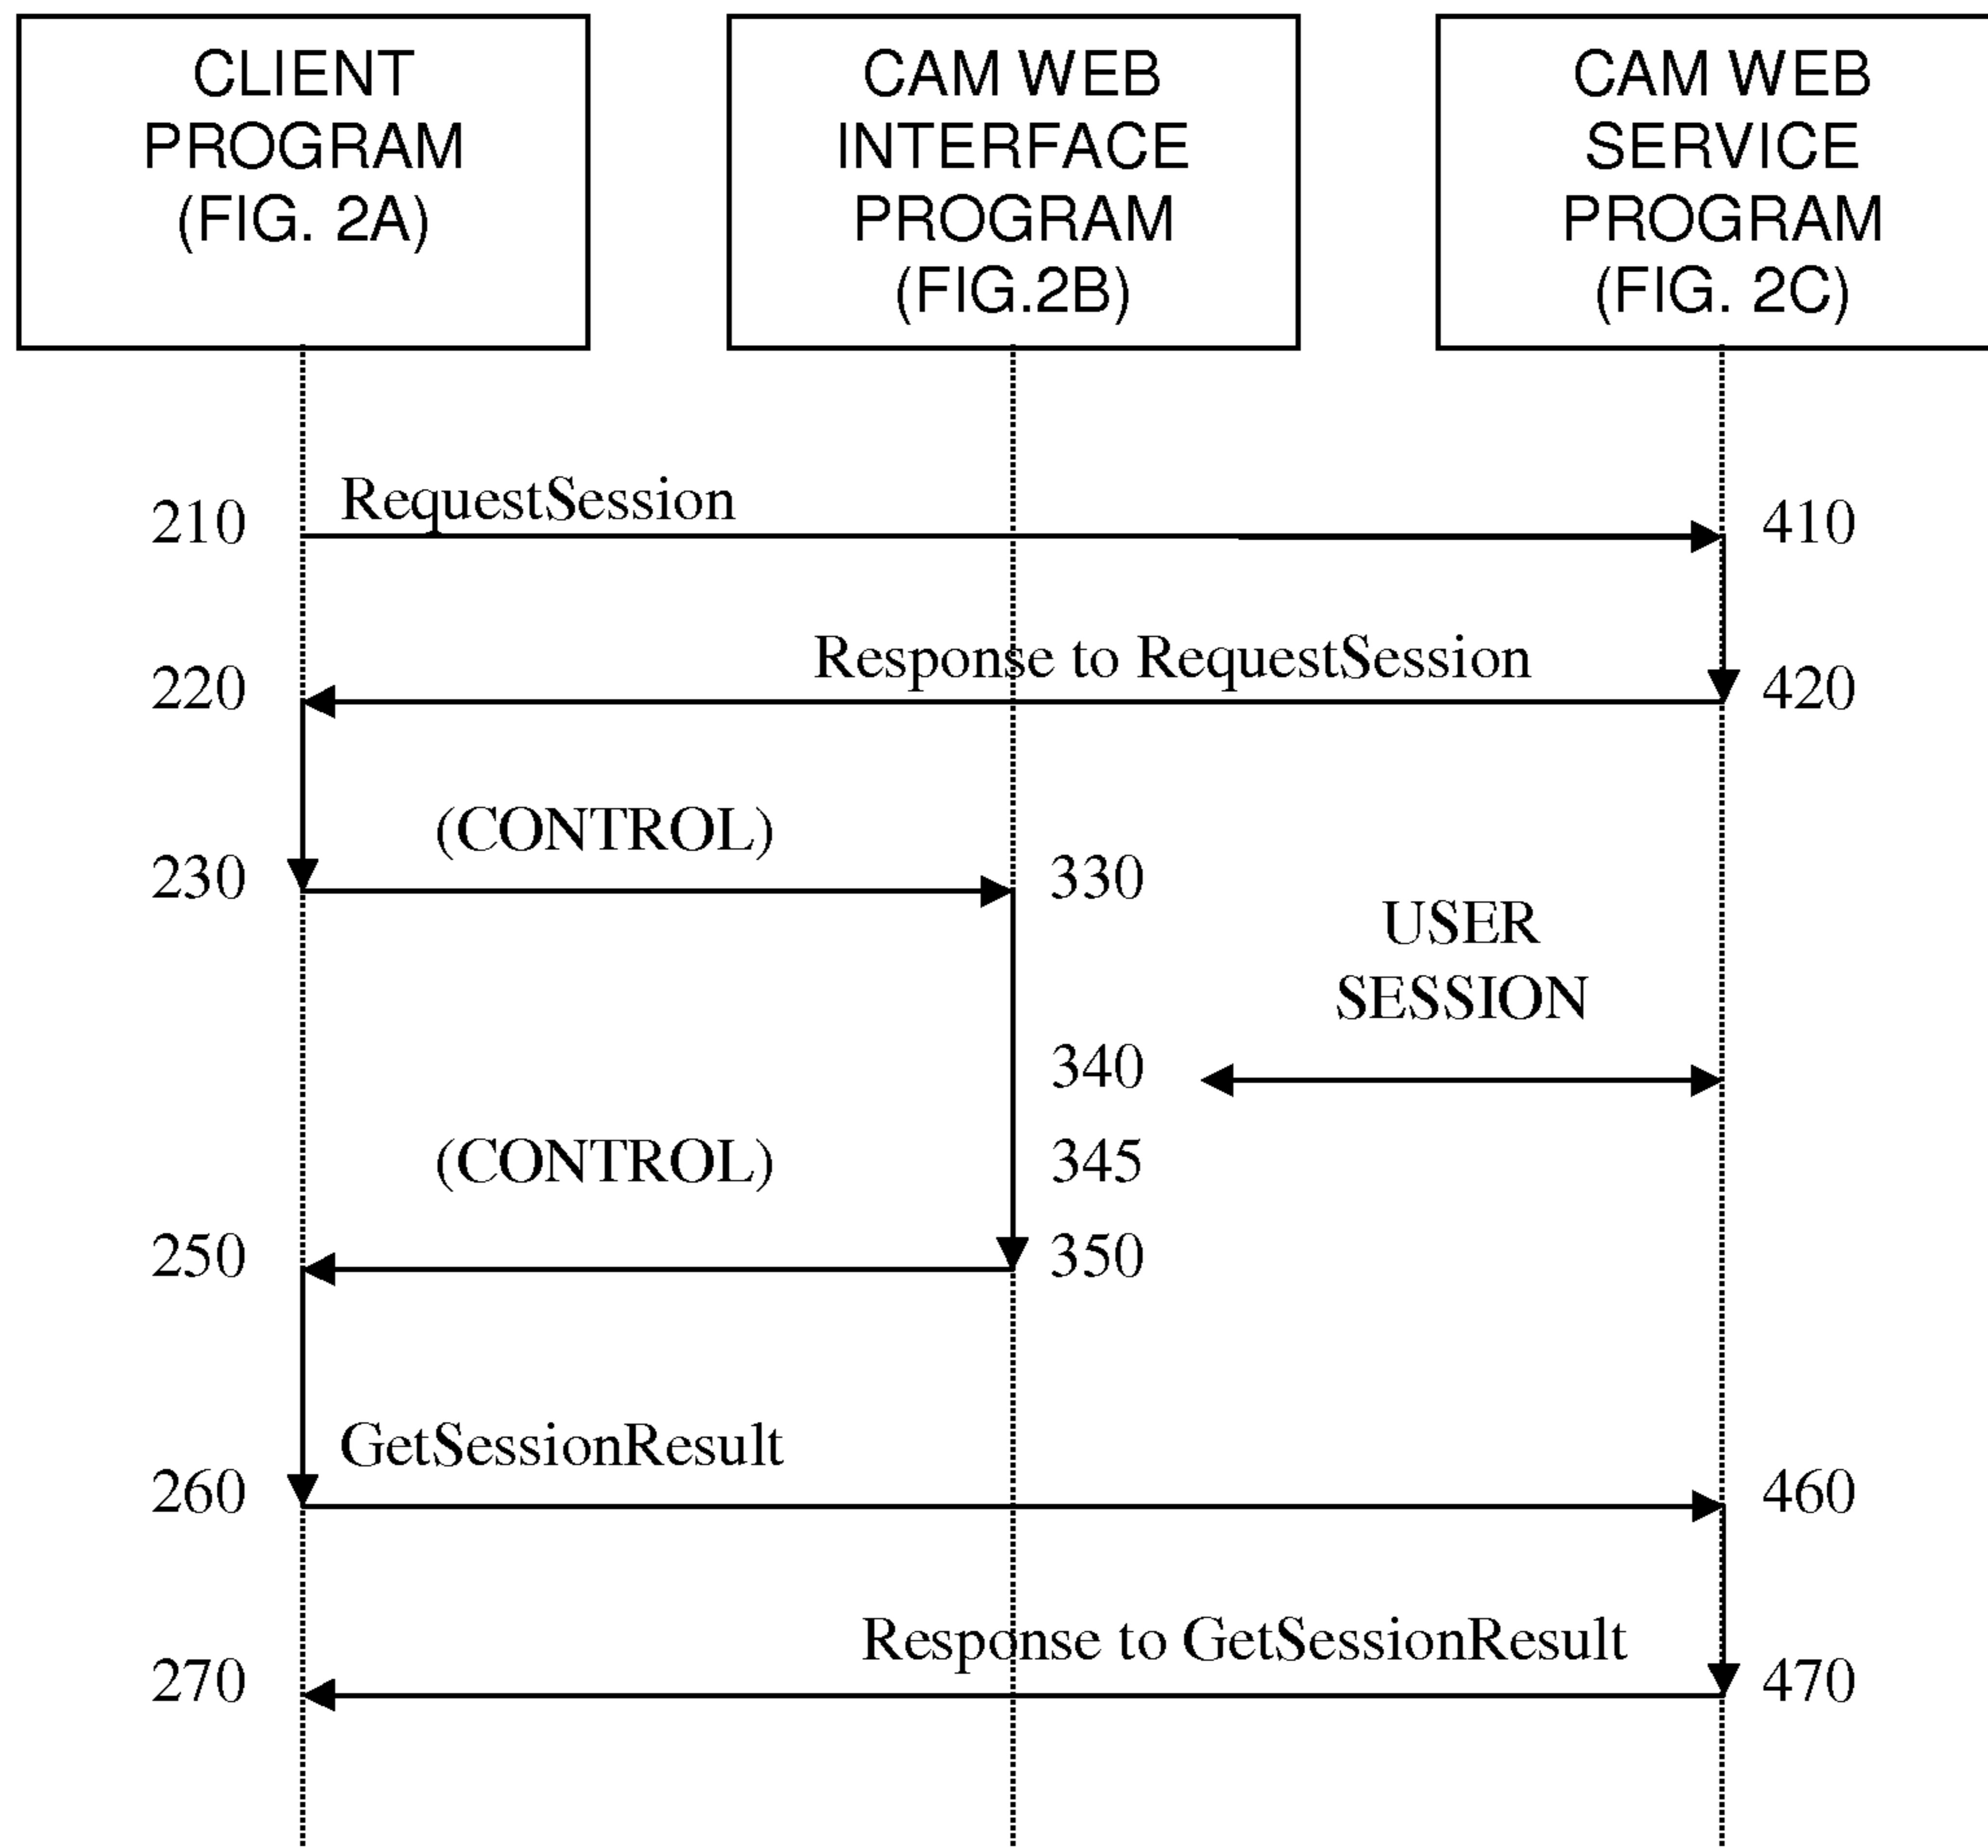 CLIENT
PROGRAM
(FIG. 2A)
CAM WEB
INTERFACE
PROGRAM
(FIG.2B)
CAM WEB
SERVICE
PROGRAM
(FIG. 2C)
210
RequestSession
410
220
Response to RequestSession
420
(CONTROL)
230
330
USER
SESSION
340
(CONTROL)
345
250
350
GetSessionResult
260
460
Response to GetSessionResult
270
470